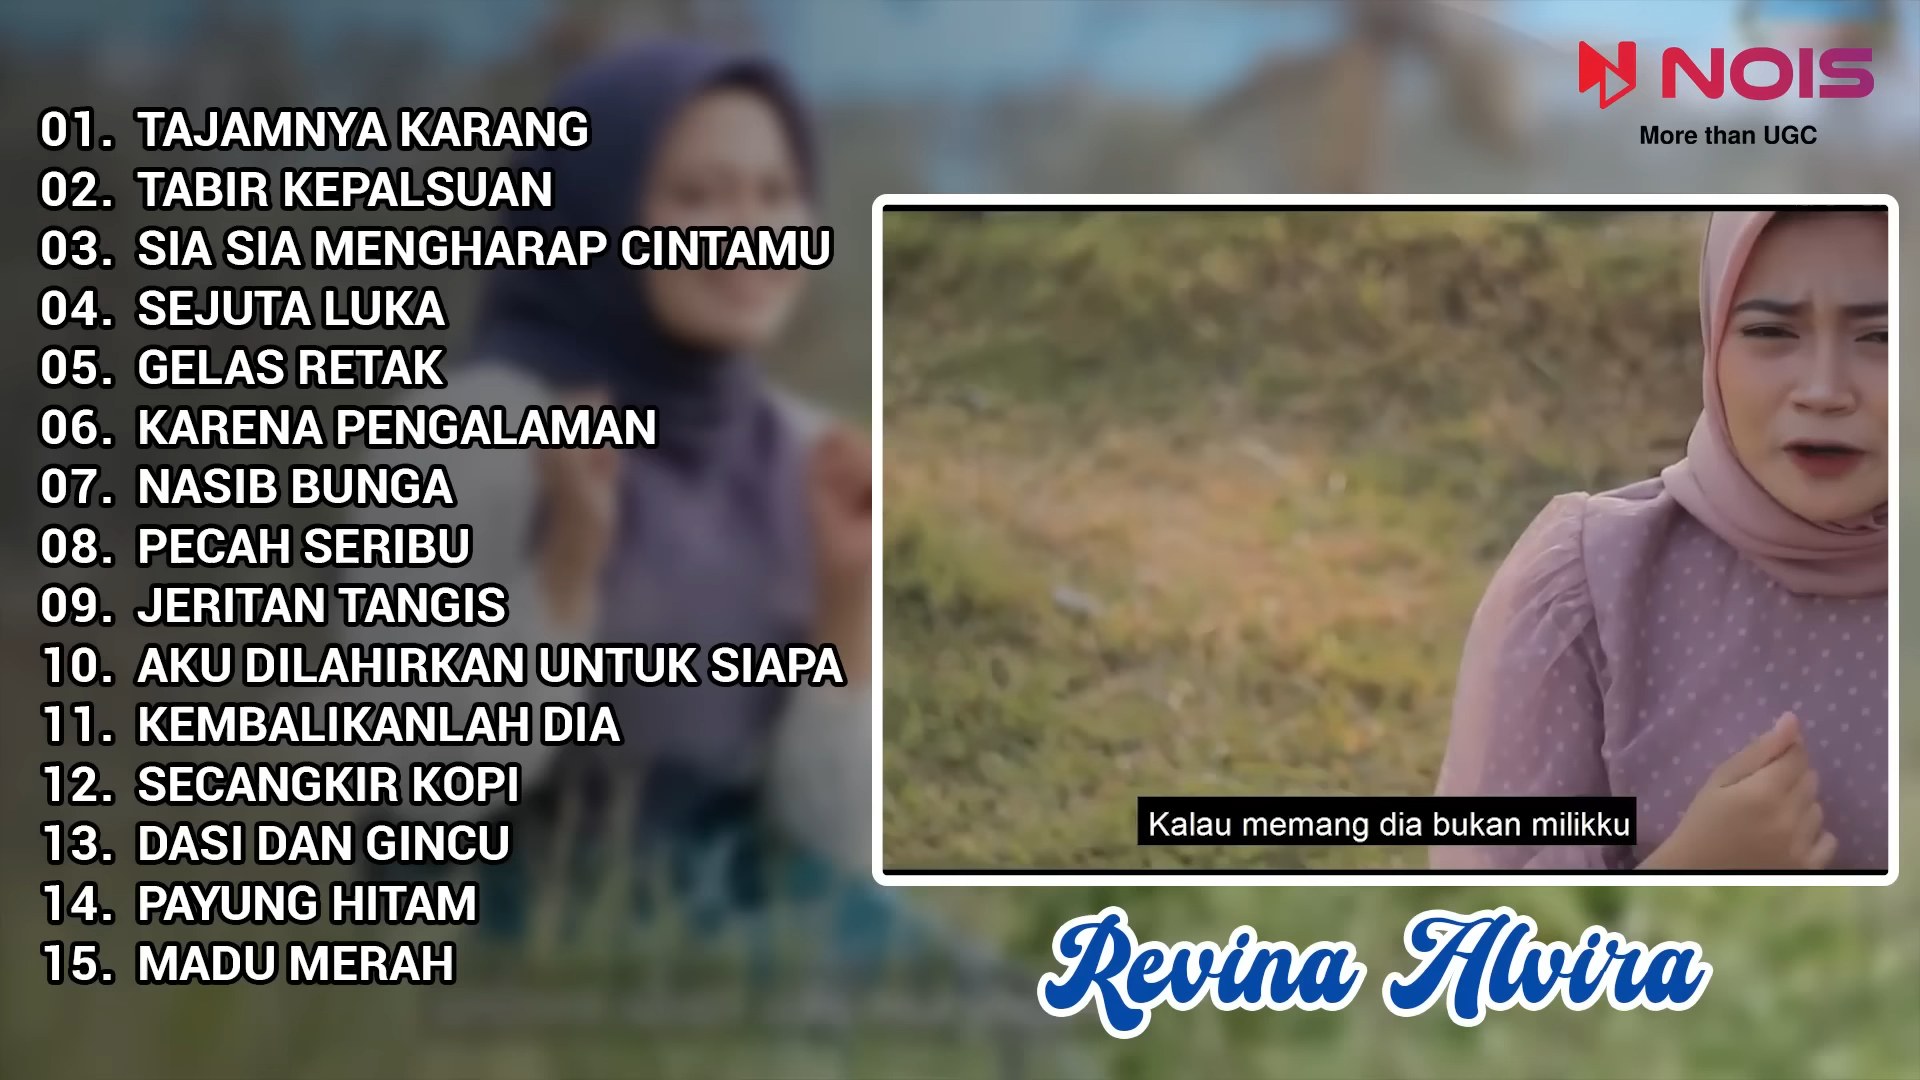 01. TAJAMNYA KARANG
02. TABIR KEPALSUAN
03. SIA SIA MENGHARAP CINTAMU
04. SEJUTA LUKA
05. GELAS RETAK
06. KARENA PENGALAMAN
07. NASIB BUNGA
08. PECAH SERIBU
09. JERITAN TANGIS
10. AKU DILAHIRKAN UNTUK SIAPA
11. KEMBALIKANLAH DIA
12. SECANGKIR KOPI
13. DASI DAN GINCU
14. PAYUNG HITAM
15. MADU MERAH
NOIS
More than UGC
Kalau memang dia bukan milikku
Revina Alvira